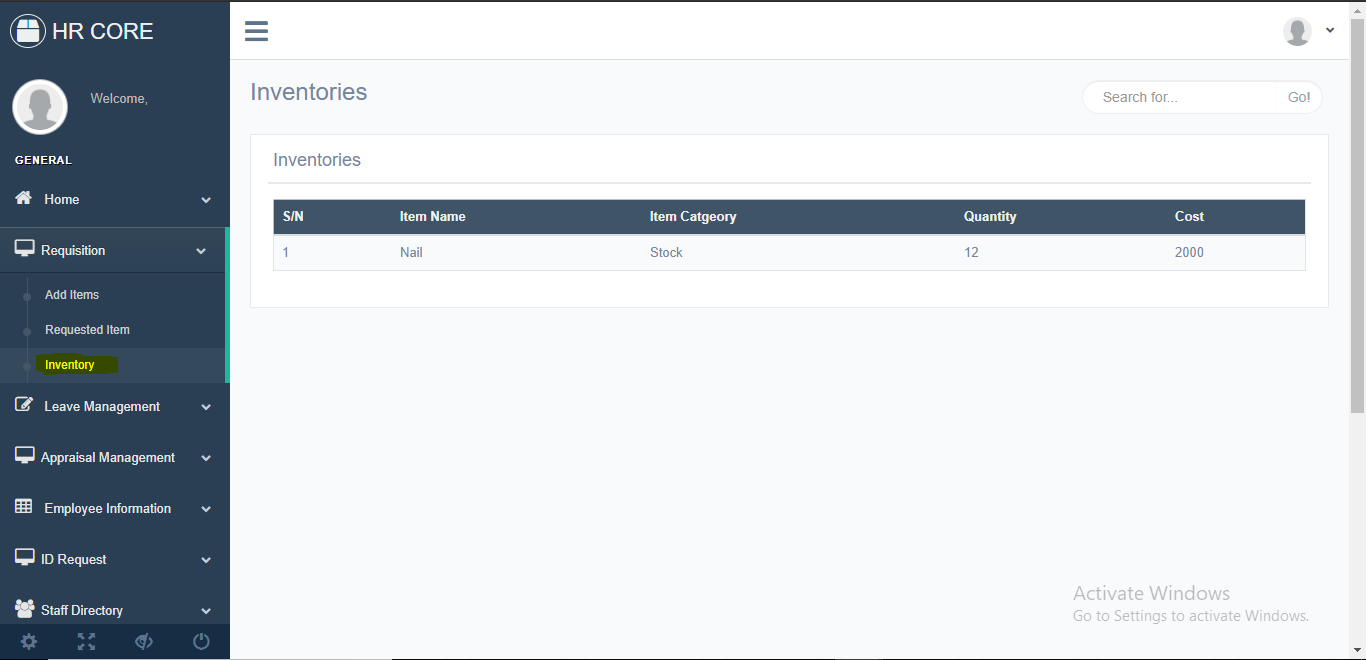 HR CORE
Welcome,
GENERAL
Home
Requisition
Add Items
Requested Item
Inventory
Leave Management
Appraisal Management
Employee Information
ID Request
Staff Directory
Inventories
Search for... Go!
Inventories
S/N Item Name Item Catgeory Quantity Cost
1 Nail Stock 12 2000
Activate Windows
Go to Settings to activate Windows.